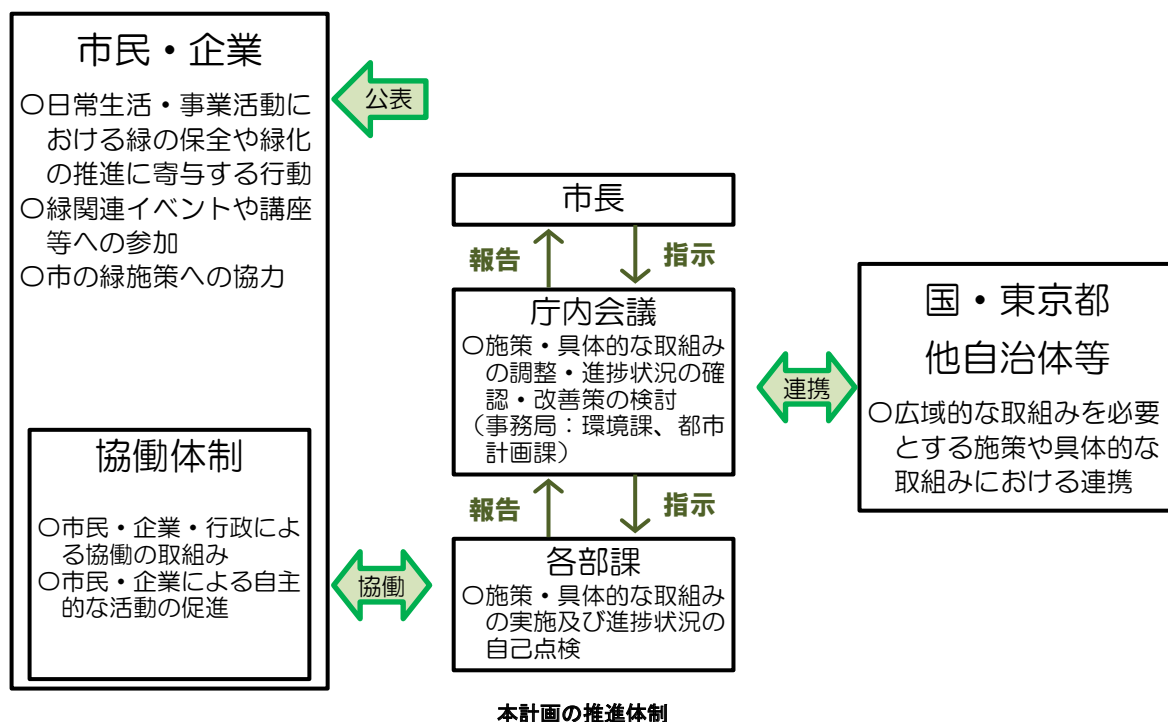 市民・企業
○日常生活・事業活動に
おける緑の保全や緑化
の推進に寄与する行動
○緑関連イベントや講座
等への参加
○市の緑施策への協力
協働体制
○市民・企業・行政によ
る協働の取組み
○市民・企業による自主
的な活動の促進
公表
協働
市長
報告
指示
庁内会議
○施策・具体的な取組み
の調整・進捗状況の確
認・改善策の検討
（事務局：環境課、都市
計画課）
報告
指示
各部課
○施策・具体的な取組み
の実施及び進捗状況の
自己点検
連携
国・東京都
他自治体等
○広域的な取組みを必要
とする施策や具体的な
取組みにおける連携
本計画の推進体制